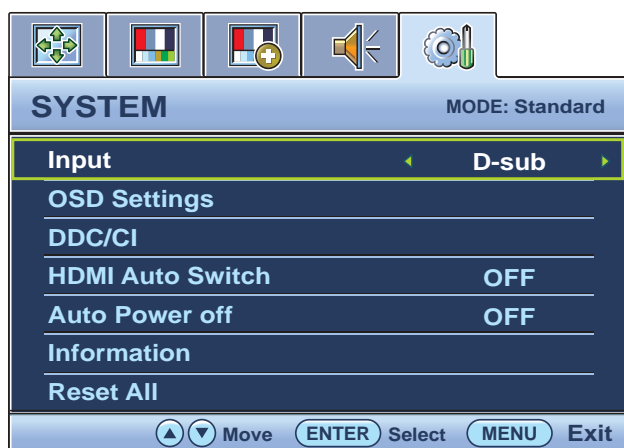 SYSTEM MODE: Standard
Input D-sub
OSD Settings
DDC/CI
HDMI Auto Switch OFF
Auto Power off OFF
Information
Reset All
Move ENTER Select MENU Exit